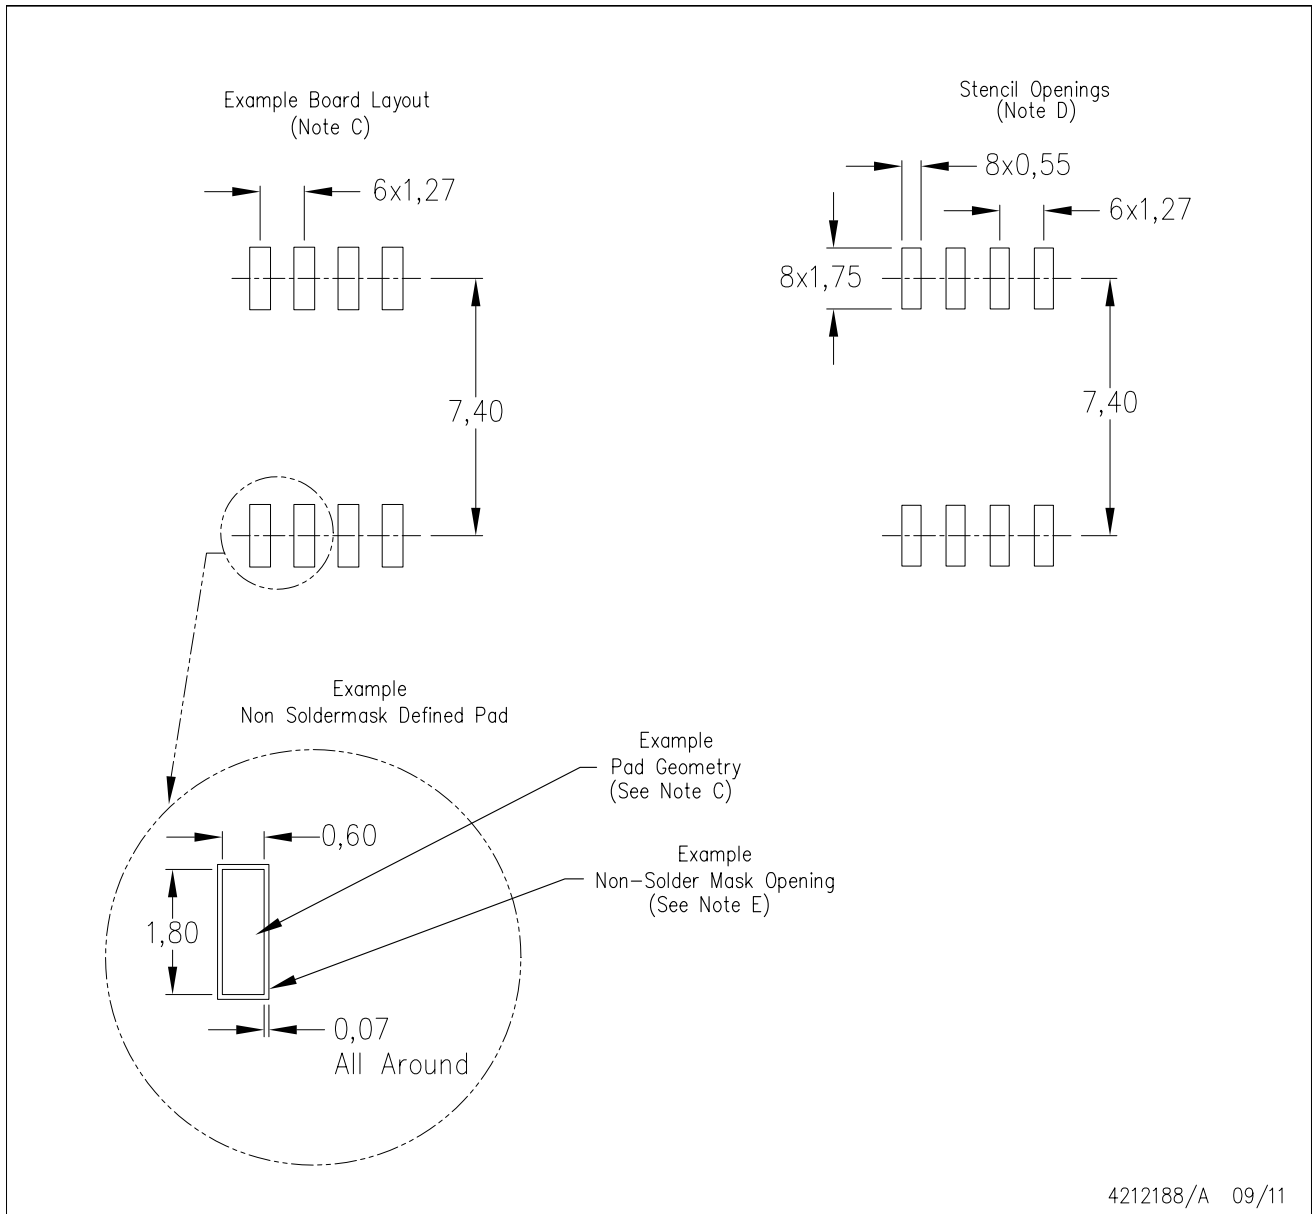 Example Board Layout
(Note C)
6x1,27
7,40
Stencil Openings
(Note D)
8x0,55
6x1,27
8x1,75
7,40
Example
Non Soldermask Defined Pad
Example
Pad Geometry
(See Note C)
0,60
Example
Non-Solder Mask Opening
(See Note E)
1,80
0,07
All Around
4212188/A 09/11